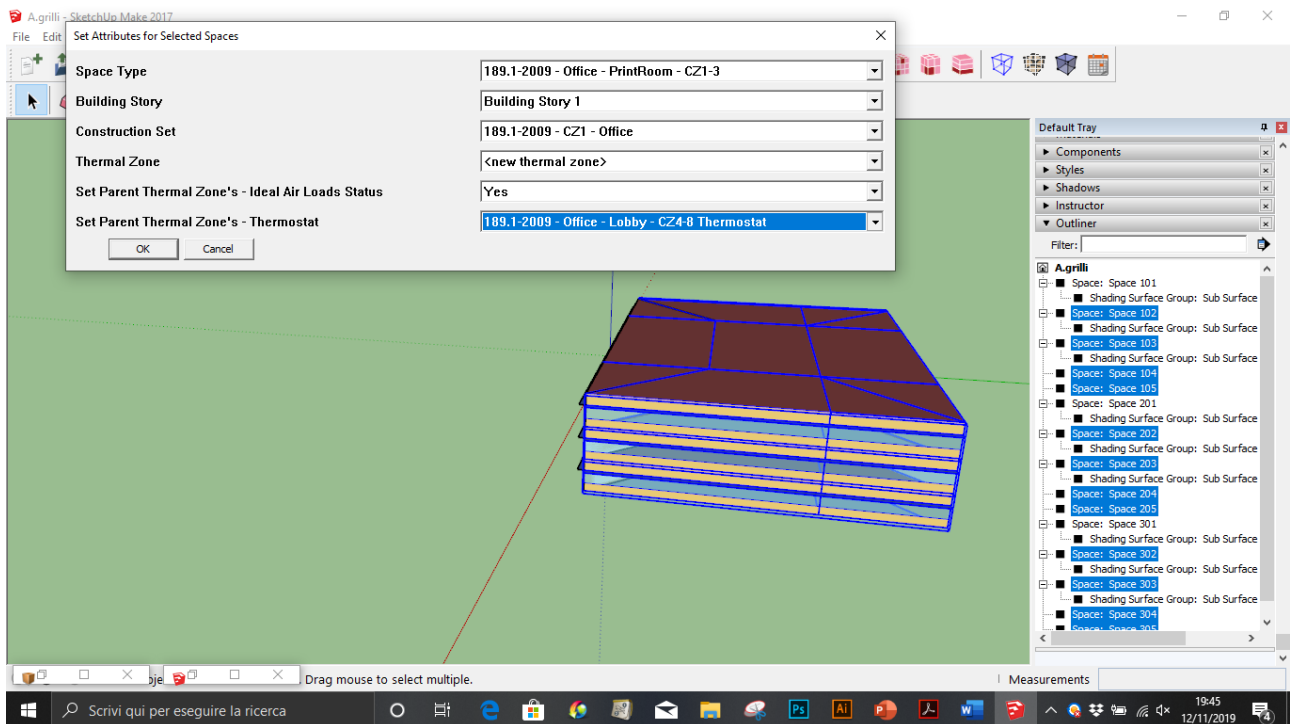 A.grilli - SketchUp Make 2017
File Edit
Set Attributes for Selected Spaces
Space Type
189.1-2009 - Office - PrintRoom - CZ1-3
Building Story
Building Story 1
Construction Set
189.1-2009 - CZ1 - Office
Thermal Zone
<new thermal zone>
Set Parent Thermal Zone's - Ideal Air Loads Status
Yes
Set Parent Thermal Zone's - Thermostat
189.1-2009 - Office - Lobby - CZ4-8 Thermostat
OK Cancel
Default Tray
Components
Styles
Shadows
Instructor
Outliner
Filter:
A.grilli
Space: Space 101
Shading Surface Group: Sub Surface
Space: Space 102
Shading Surface Group: Sub Surface
Space: Space 103
Shading Surface Group: Sub Surface
Space: Space 104
Space: Space 105
Space: Space 201
Shading Surface Group: Sub Surface
Space: Space 202
Shading Surface Group: Sub Surface
Space: Space 203
Shading Surface Group: Sub Surface
Space: Space 204
Space: Space 205
Space: Space 301
Shading Surface Group: Sub Surface
Space: Space 302
Shading Surface Group: Sub Surface
Space: Space 303
Shading Surface Group: Sub Surface
Space: Space 304
Space: Space 305
Drag mouse to select multiple.
Measurements
Scrivi qui per eseguire la ricerca
Ps
Ai
19:45
12/11/2019
4